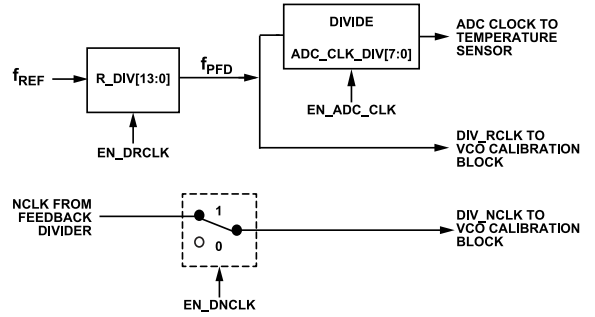 DIVIDE
ADC_CLK_DIV[7:0]
ADC CLOCK TO
TEMPERATURE
SENSOR
fREF
R_DIV[13:0]
fPFD
EN_ADC_CLK
EN_DRCLK
DIV_RCLK TO
VCO CALIBRATION
BLOCK
NCLK FROM
FEEDBACK
DIVIDER
1
0
DIV_NCLK TO
VCO CALIBRATION
BLOCK
EN_DNCLK